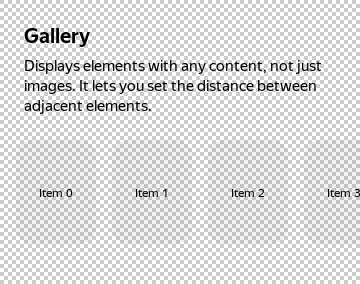 Gallery
Displays elements with any content, not just
images. It lets you set the distance between
adjacent elements.
Item 0
Item 1
Item 2
Item 3